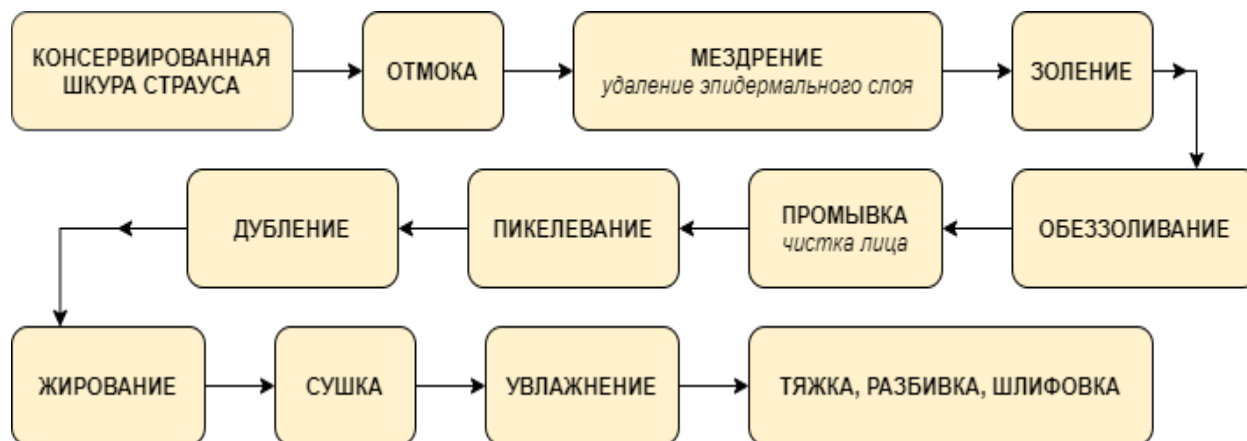 КОНСЕРВИРОВАННАЯ
ШКУРА СТРАУСА
ОТМОКА
МЕЗДРЕНИЕ
удаление эпидермального слоя
ЗОЛЕНИЕ
ОБЕЗЗОЛИВАНИЕ
ПРОМЫВКА
чистка лица
ПИКЕЛЕВАНИЕ
ДУБЛЕНИЕ
ЖИРОВАНИЕ
СУШКА
УВЛАЖНЕНИЕ
ТЯЖКА, РАЗБИВКА, ШЛИФОВКА